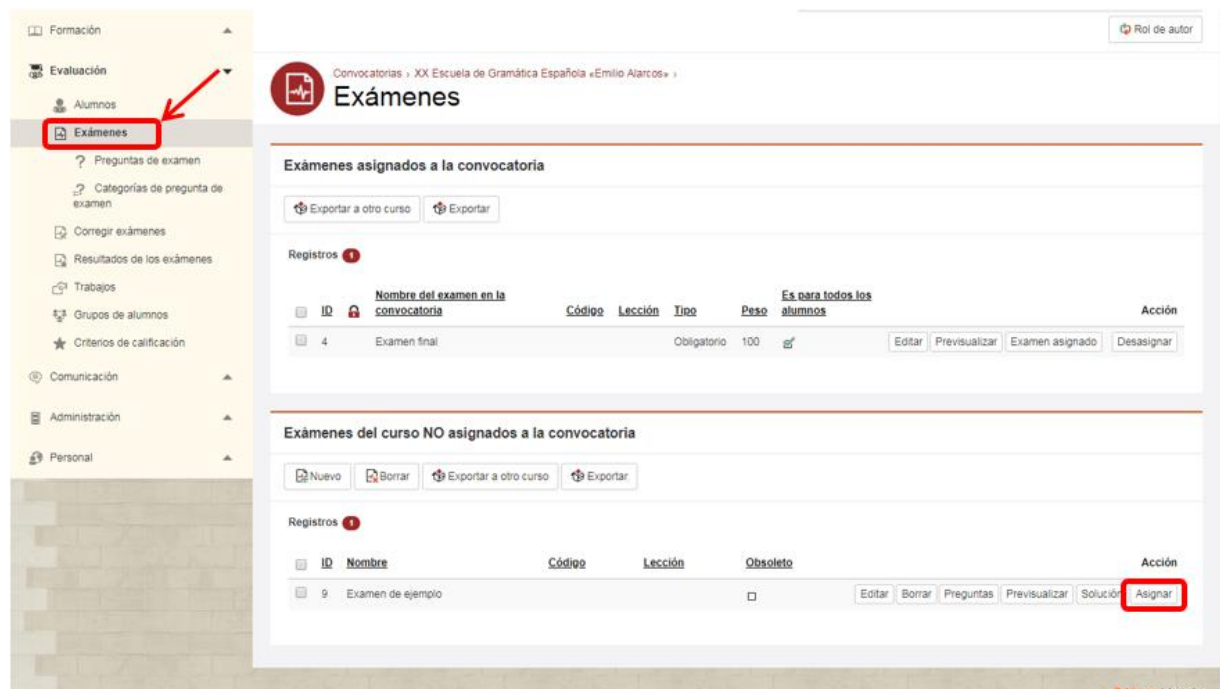 Formación
Evaluación
Alumnos
Exámenes
? Preguntas de examen
? Categorías de pregunta de
examen
Corregir exámenes
Resultados de los exámenes
Trabajos
Grupos de alumnos
Criterios de calificación
Comunicación
Administración
Personal
Rol de autor
Convocatorias › XX Escuela de Gramática Española «Emilio Alarcos» ›
Exámenes
Exámenes asignados a la convocatoria
Exportar a otro curso Exportar
Registros 1
ID Nombre del examen en la convocatoria Código Lección Tipo Peso Es para todos los alumnos Acción
4 Examen final Obligatorio 100 Editar Previsualizar Examen asignado Desasignar
Exámenes del curso NO asignados a la convocatoria
Nuevo Borrar Exportar a otro curso Exportar
Registros 1
ID Nombre Código Lección Obsoleto Acción
9 Examen de ejemplo Editar Borrar Preguntas Previsualizar Solución Asignar